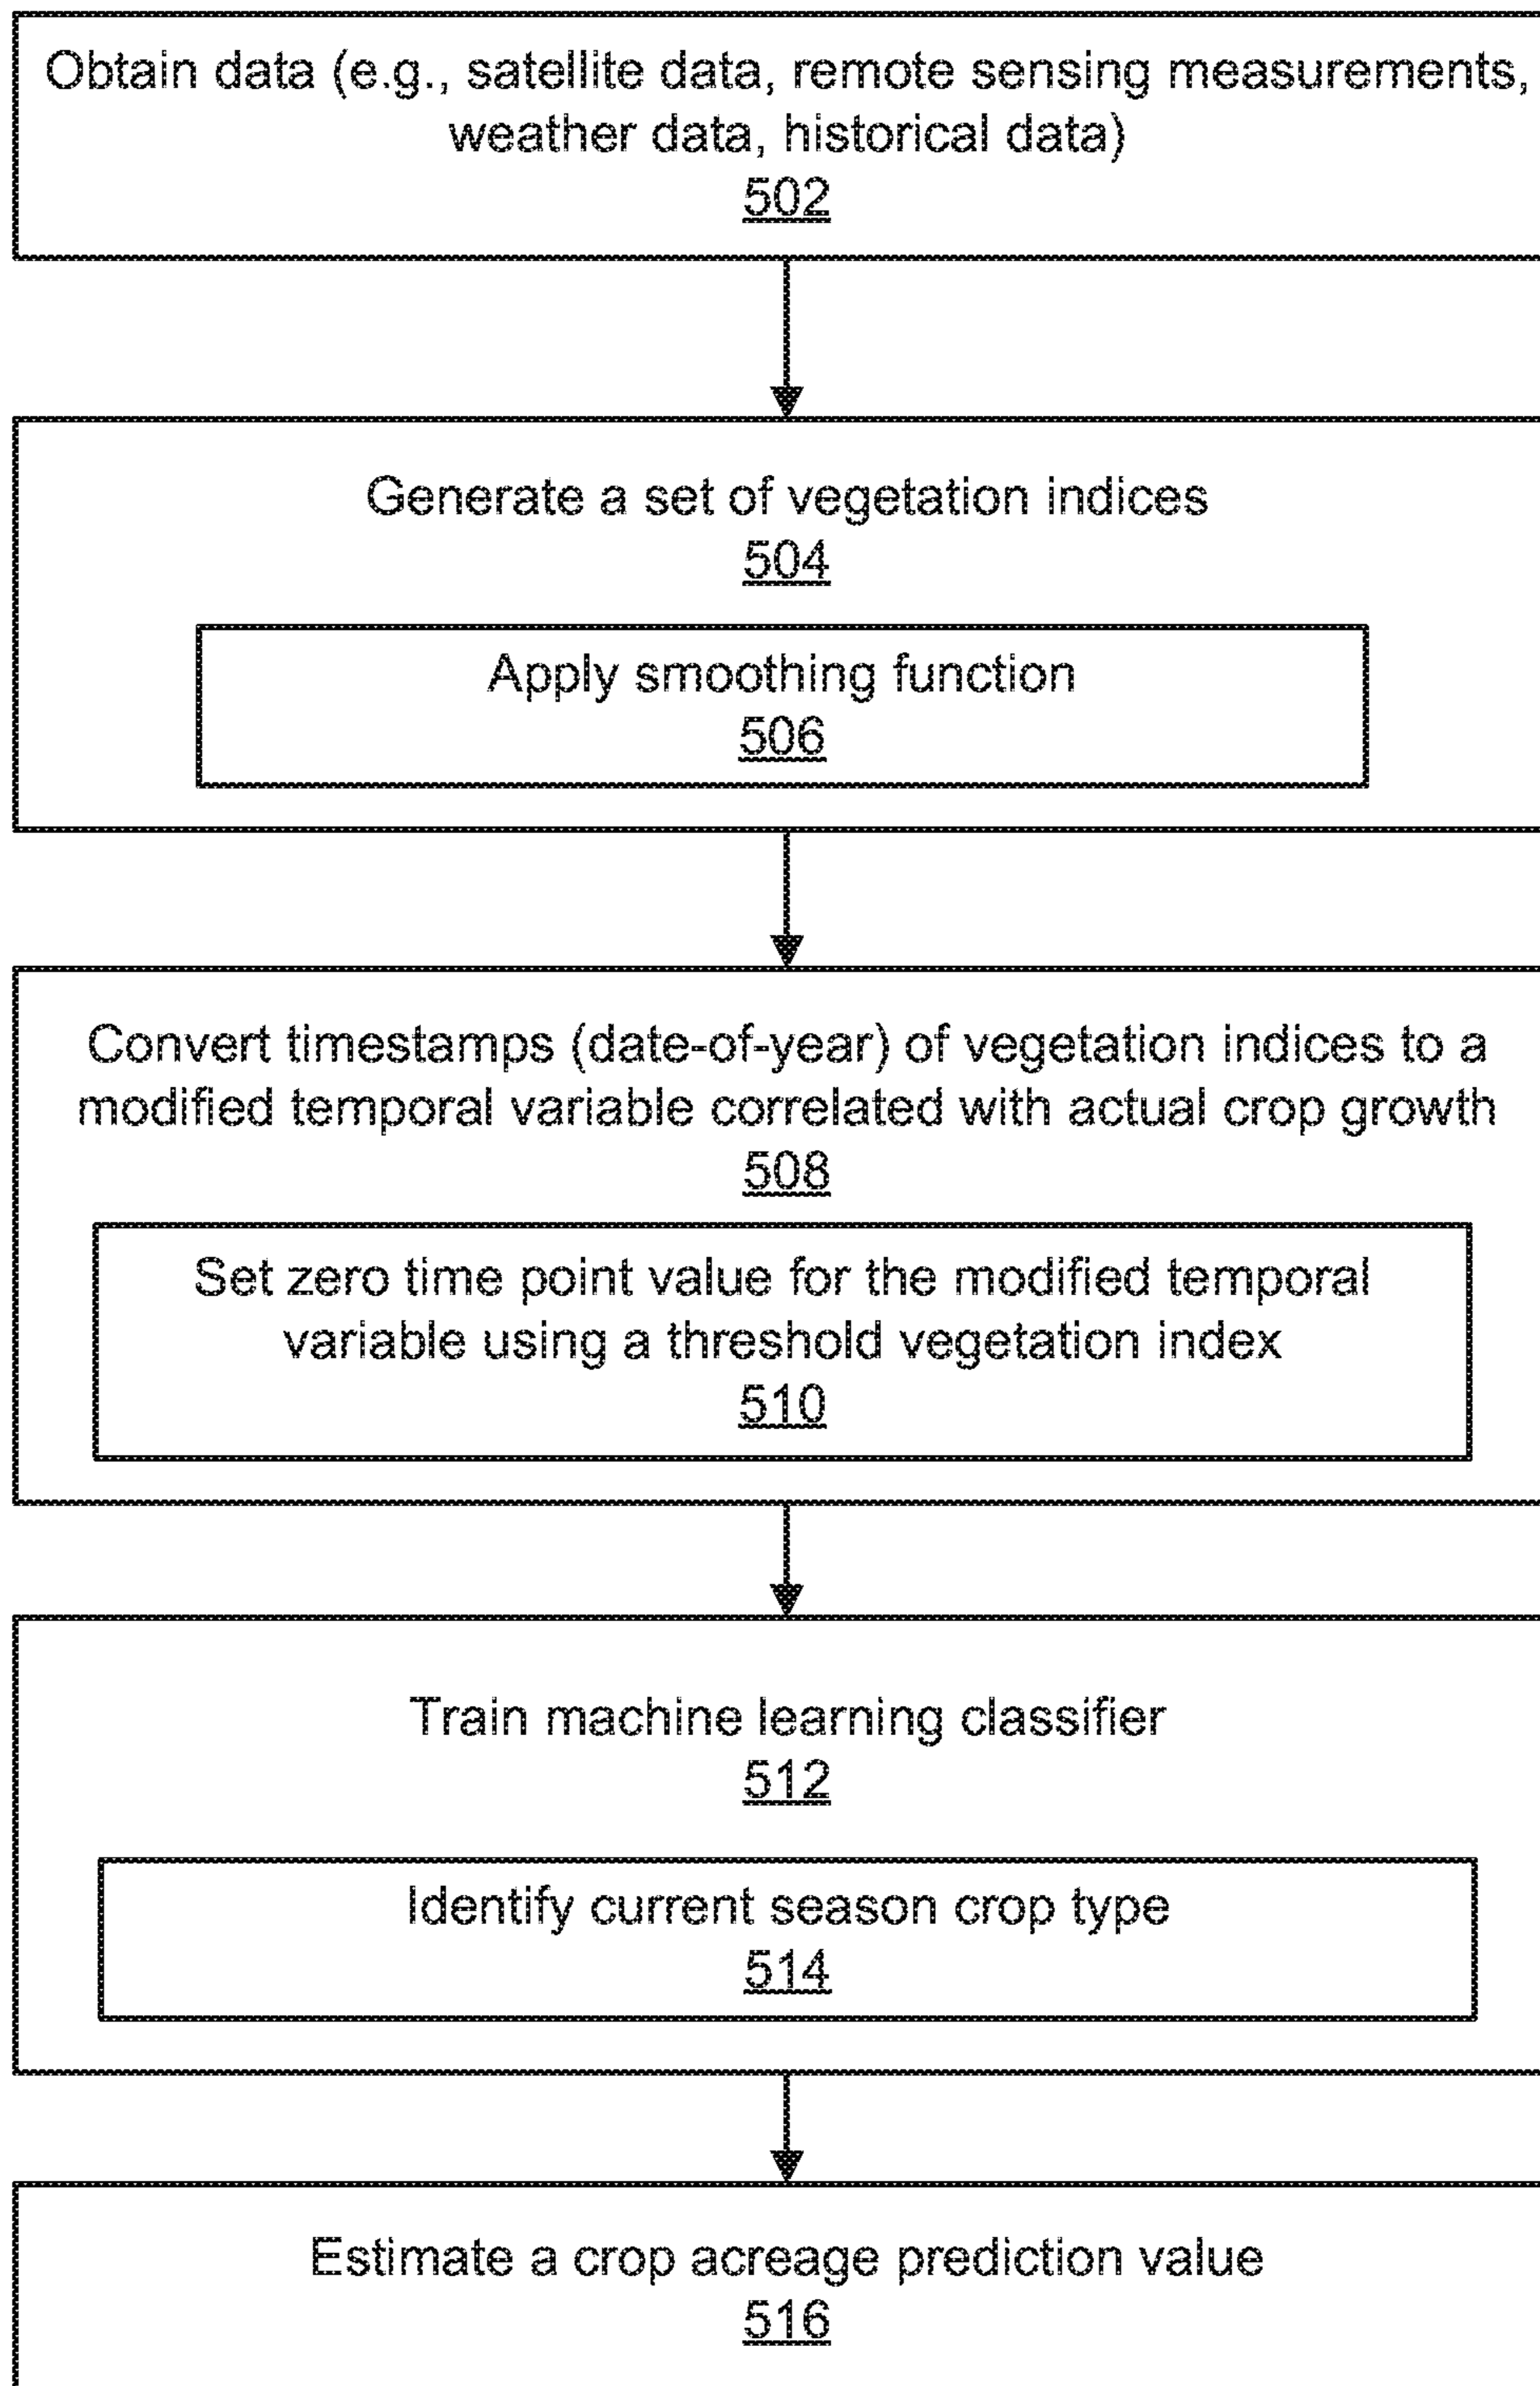 Obtain data (e.g., satellite data, remote sensing measurements,
weather data, historical data)
502
Generate a set of vegetation indices
504
Apply smoothing function
506
Convert timestamps (date-of-year) of vegetation indices to a
modified temporal variable correlated with actual crop growth
508
Set zero time point value for the modified temporal
variable using a threshold vegetation index
510
Train machine learning classifier
512
Identify current season crop type
514
Estimate a crop acreage prediction value
516